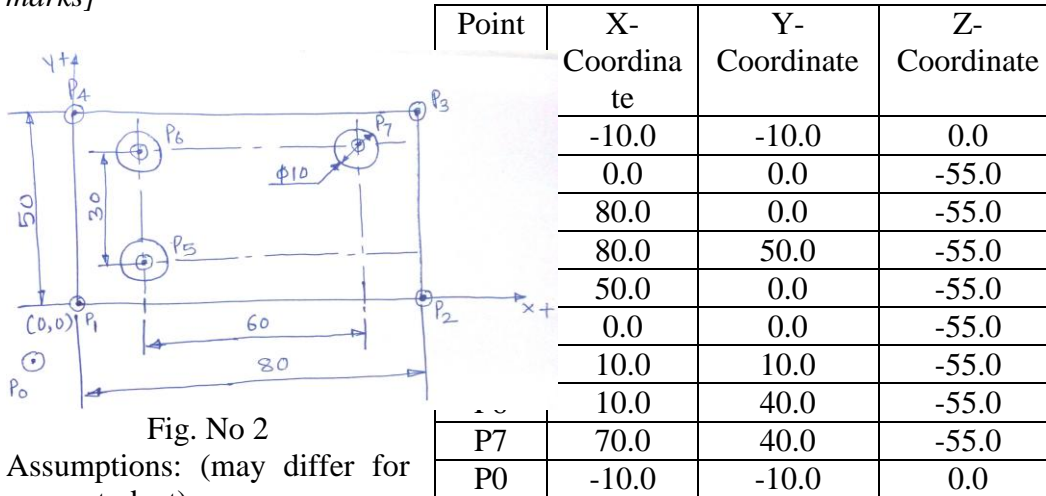 marks]
Point X- Y- Z-
Coordina Coordinate Coordinate
te
-10.0 -10.0 0.0
0.0 0.0 -55.0
80.0 0.0 -55.0
80.0 50.0 -55.0
50.0 0.0 -55.0
0.0 0.0 -55.0
10.0 10.0 -55.0
10.0 40.0 -55.0
P7 70.0 40.0 -55.0
P0 -10.0 -10.0 0.0
Y+
P4
P3
P6
P7
φ10
50
30
P5
(0,0) P1
P2
X+
60
80
P0
Fig. No 2
Assumptions: (may differ for